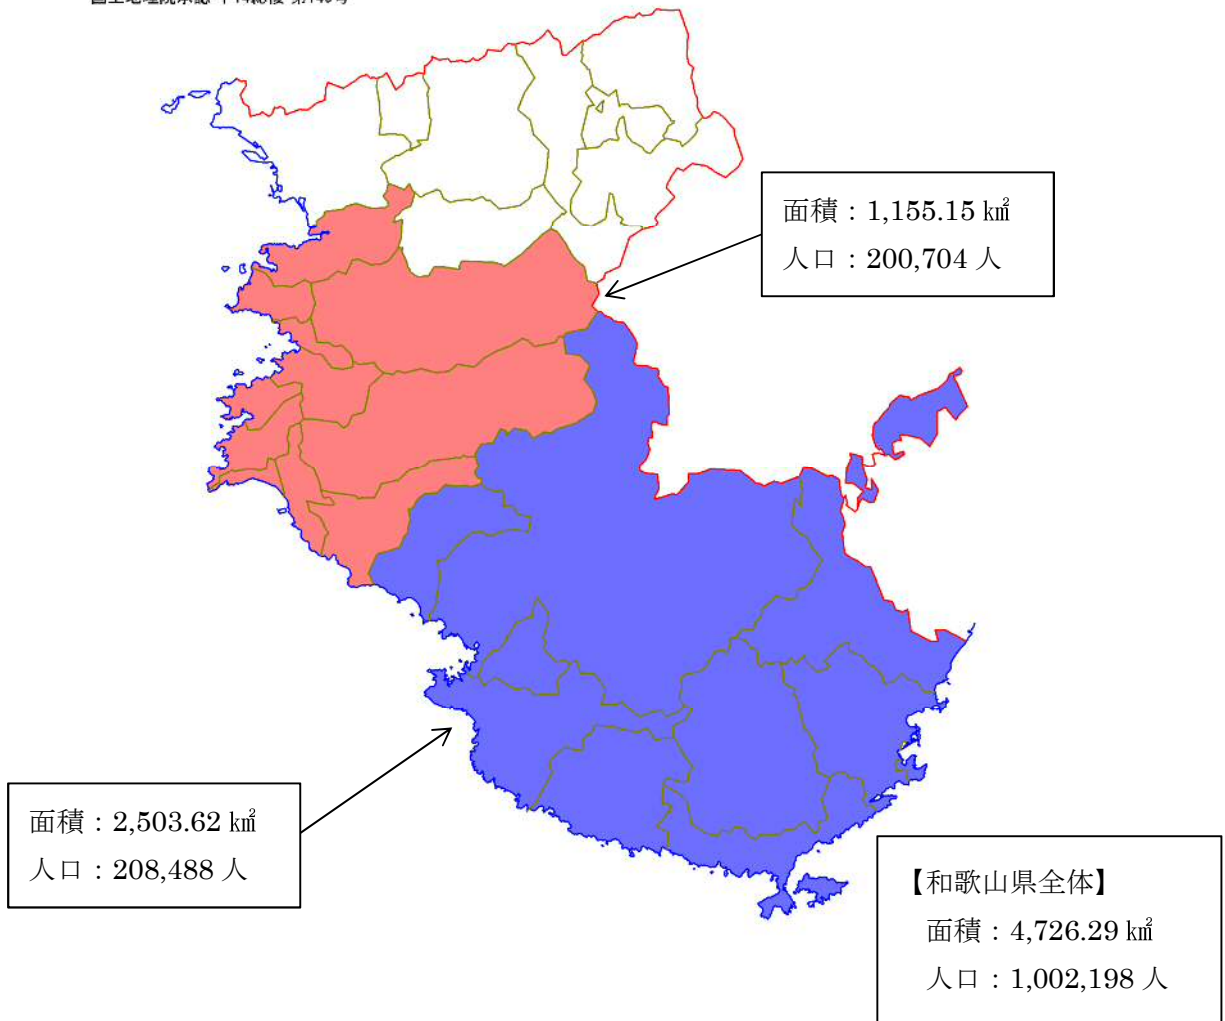 面積：1,155.15 ㎢
人口：200,704 人
面積：2,503.62 ㎢
人口：208,488 人
【和歌山県全体】
面積：4,726.29 ㎢
人口：1,002,198 人